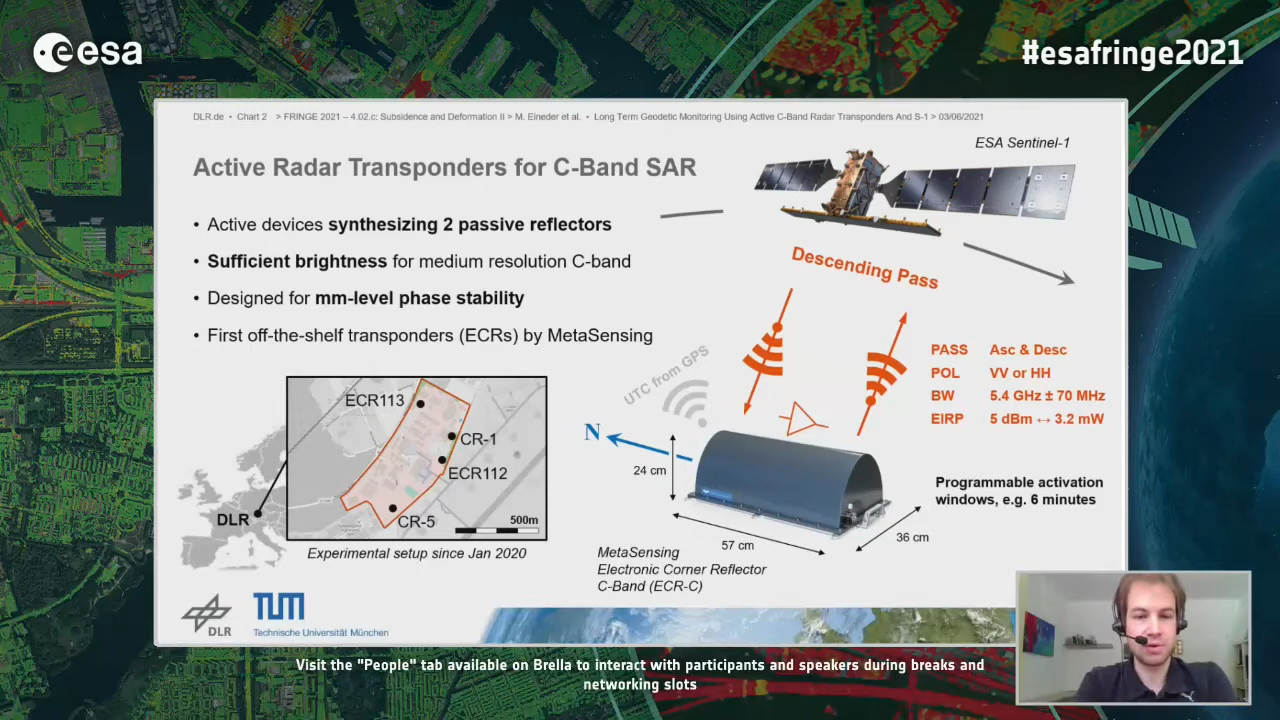 esa
#esafringe2021
DLR.de • Chart 2 > FRINGE 2021 – 4.02.c: Subsidence and Deformation II > M. Eineder et al. • Long Term Geodetic Monitoring Using Active C-Band Radar Transponders And S-1 > 03/06/2021
ESA Sentinel-1
Active Radar Transponders for C-Band SAR
• Active devices synthesizing 2 passive reflectors
• Sufficient brightness for medium resolution C-band
• Designed for mm-level phase stability
• First off-the-shelf transponders (ECRs) by MetaSensing
Descending Pass
UTC from GPS
PASS Asc & Desc
POL VV or HH
BW 5.4 GHz ± 70 MHz
EIRP 5 dBm ↔ 3.2 mW
ECR113
CR-1
ECR112
CR-5
500m
DLR
Experimental setup since Jan 2020
N
24 cm
57 cm
36 cm
Programmable activation
windows, e.g. 6 minutes
MetaSensing
Electronic Corner Reflector
C-Band (ECR-C)
DLR
TUM
Technische Universität München
Visit the "People" tab available on Brella to interact with participants and speakers during breaks and
networking slots